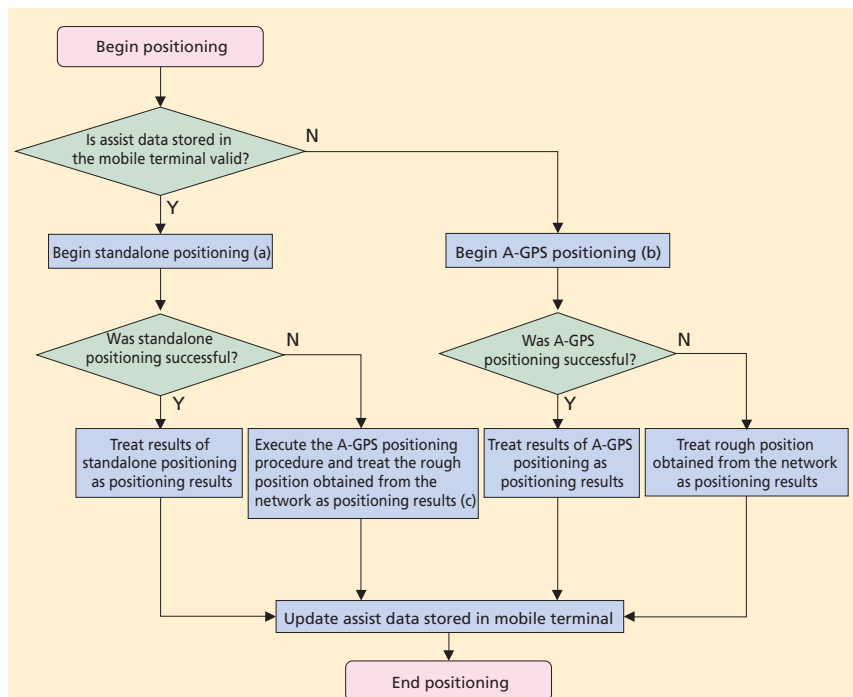 Begin positioning
Is assist data stored in
the mobile terminal valid?
N
Y
Begin standalone positioning (a)
Begin A-GPS positioning (b)
Was standalone
positioning successful?
N
Y
Was A-GPS
positioning successful?
N
Y
Treat results of
standalone positioning
as positioning results
Execute the A-GPS positioning
procedure and treat the rough
position obtained from the
network as positioning results (c)
Treat results of A-GPS
positioning as
positioning results
Treat rough position
obtained from the network
as positioning results
Update assist data stored in mobile terminal
End positioning